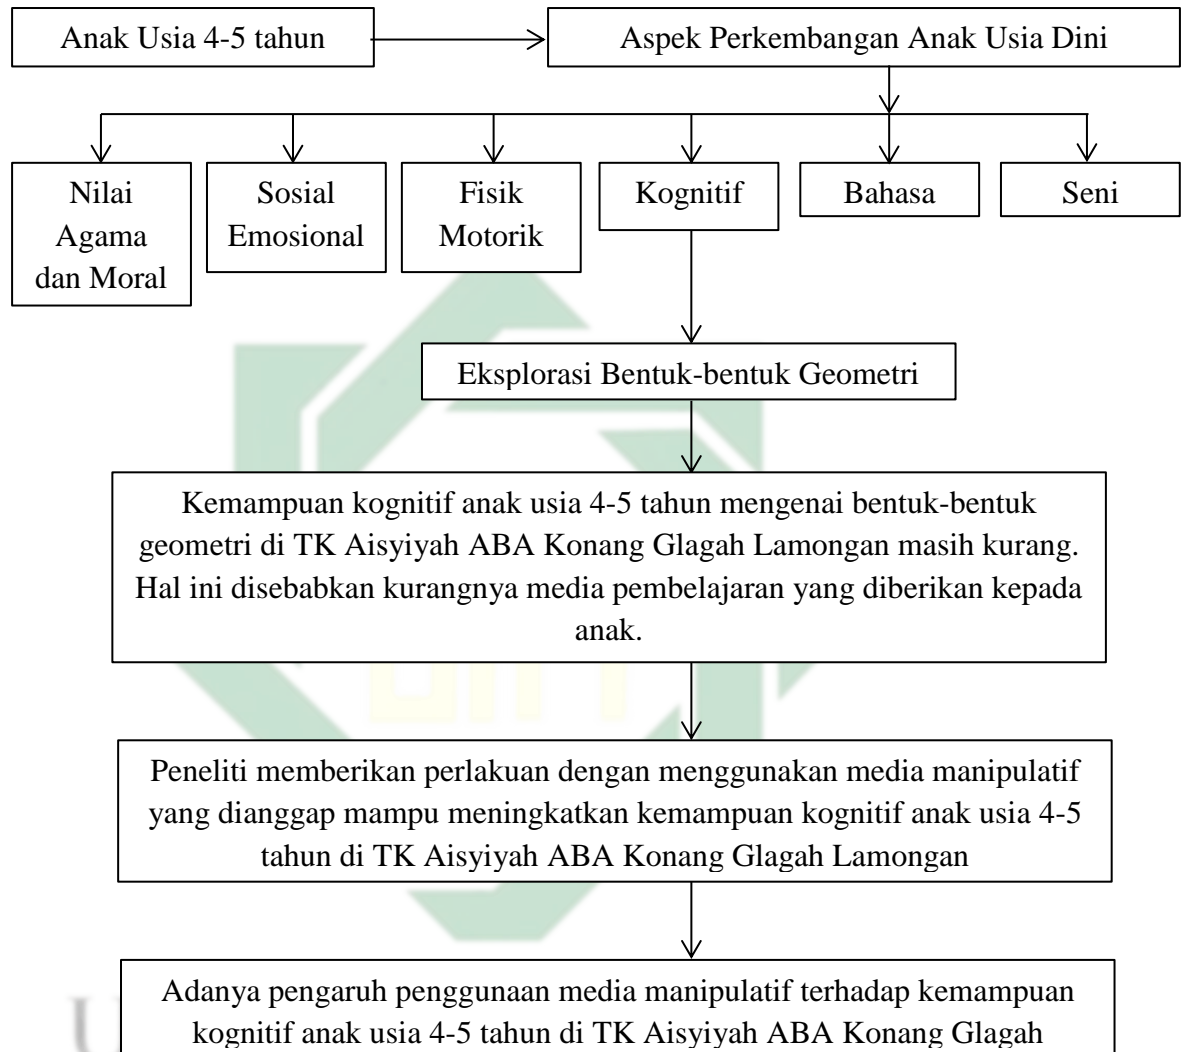 Anak Usia 4-5 tahun
Aspek Perkembangan Anak Usia Dini
Nilai
Agama
dan Moral
Sosial
Emosional
Fisik
Motorik
Kognitif
Bahasa
Seni
Eksplorasi Bentuk-bentuk Geometri
Kemampuan kognitif anak usia 4-5 tahun mengenai bentuk-bentuk
geometri di TK Aisyiyah ABA Konang Glagah Lamongan masih kurang.
Hal ini disebabkan kurangnya media pembelajaran yang diberikan kepada
anak.
Peneliti memberikan perlakuan dengan menggunakan media manipulatif
yang dianggap mampu meningkatkan kemampuan kognitif anak usia 4-5
tahun di TK Aisyiyah ABA Konang Glagah Lamongan
Adanya pengaruh penggunaan media manipulatif terhadap kemampuan
kognitif anak usia 4-5 tahun di TK Aisyiyah ABA Konang Glagah